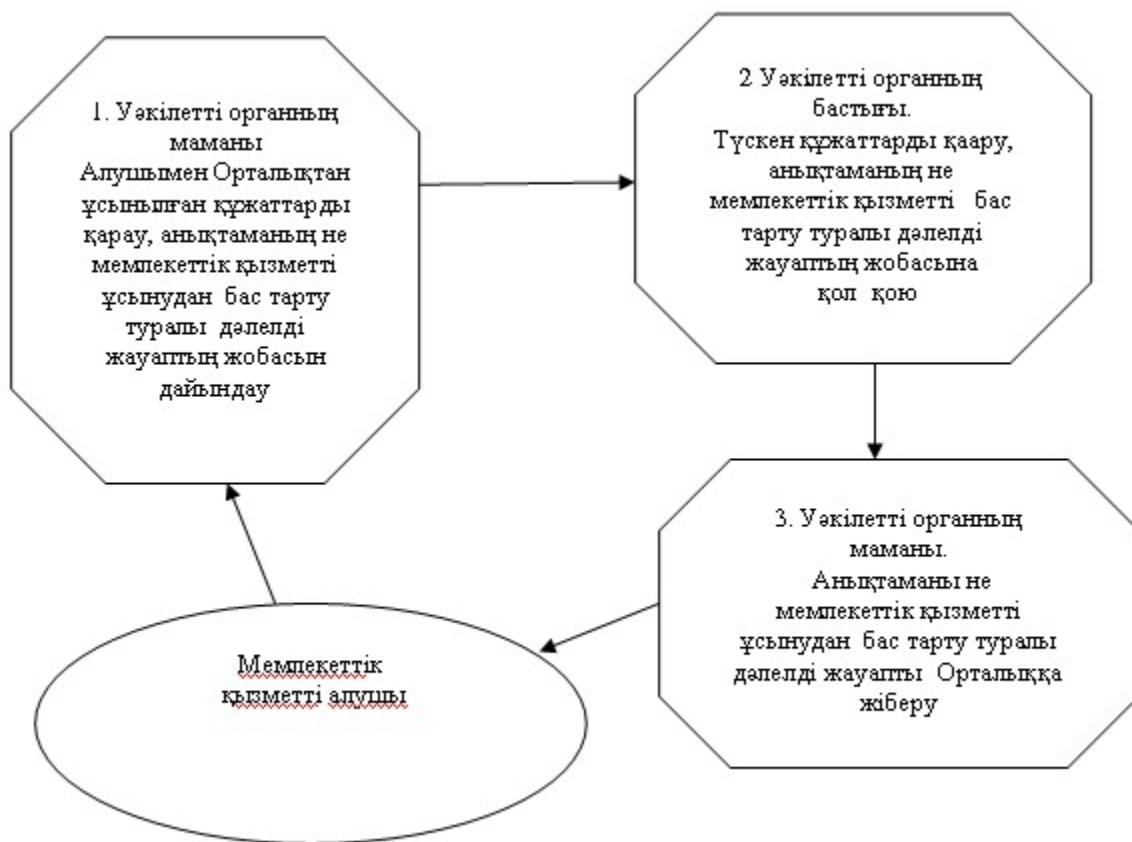 1. Уәкілетті органның
маманы
Алушымен Орталықтан
ұсынылған құжаттарды
қарау, анықтаманың не
мемлекеттік қызметті
ұсынудан бас тарту
туралы дәлелді
жауаптың жобасын
дайындау
2 Уәкілетті органның
бастығы.
Түскен құжаттарды қаару,
анықтаманың не
мемлекеттік қызметті бас
тарту туралы дәлелді
жауаптың жобасына
қол қою
3. Уәкілетті органның
маманы.
Анықтаманы не
мемлекеттік қызметті
ұсынудан бас тарту туралы
дәлелді жауапты Орталыққа
жіберу
Мемлекеттік
қызметті алушы